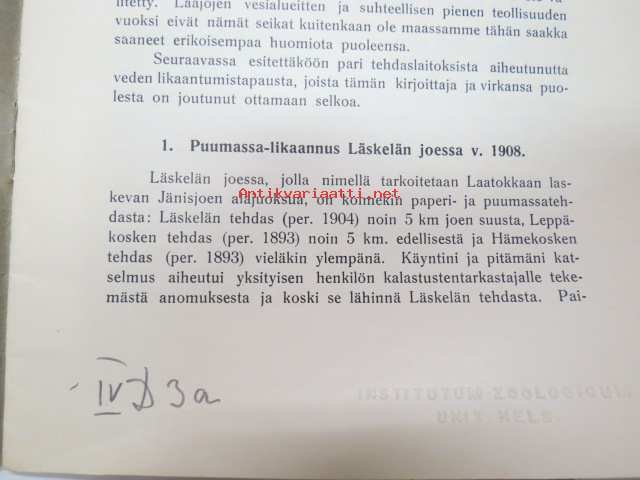 Laajojen vesialueitten ja suhteellisen pienen teollisuuden
vuoksi eivät nämät seikat kuitenkaan ole maassamme tähän saakka
saaneet erikoisempaa huomiota puoleensa.
Seuraavassa esitettäköön pari tehdaslaitoksista aiheutunutta
veden likaantumistapausta, joista tämän kirjoittaja ja virkansa puo-
lesta on joutunut ottamaan selkoa.
1. Puumassa-likaannus Läskelän joessa v. 1908.
Läskelän joessa, jolla nimellä tarkoitetaan Laatokkaan las-
kevan Jänisjoen alajuoksua, on kolmekin paperi- ja puumassateh-
Antikvariaatti.net
dasta: Läskelän tehdas (per. 1904) noin 5 km joen suusta, Leppä-
kosken tehdas (per. 1893) noin 5 km. edellisestä ja Hämekosken
tehdas (per. 1893) vieläkin ylempänä. Käyntini ja pitämäni kat-
selmus aiheutui yksityisen henkilön kalastustentarkastajalle teke-
mästä anomuksesta ja koski se lähinnä Läskelän tehdasta. Pai-
IV D 3a
INSTITUTUM ZOOLOGICUM
UNIV. HELS.